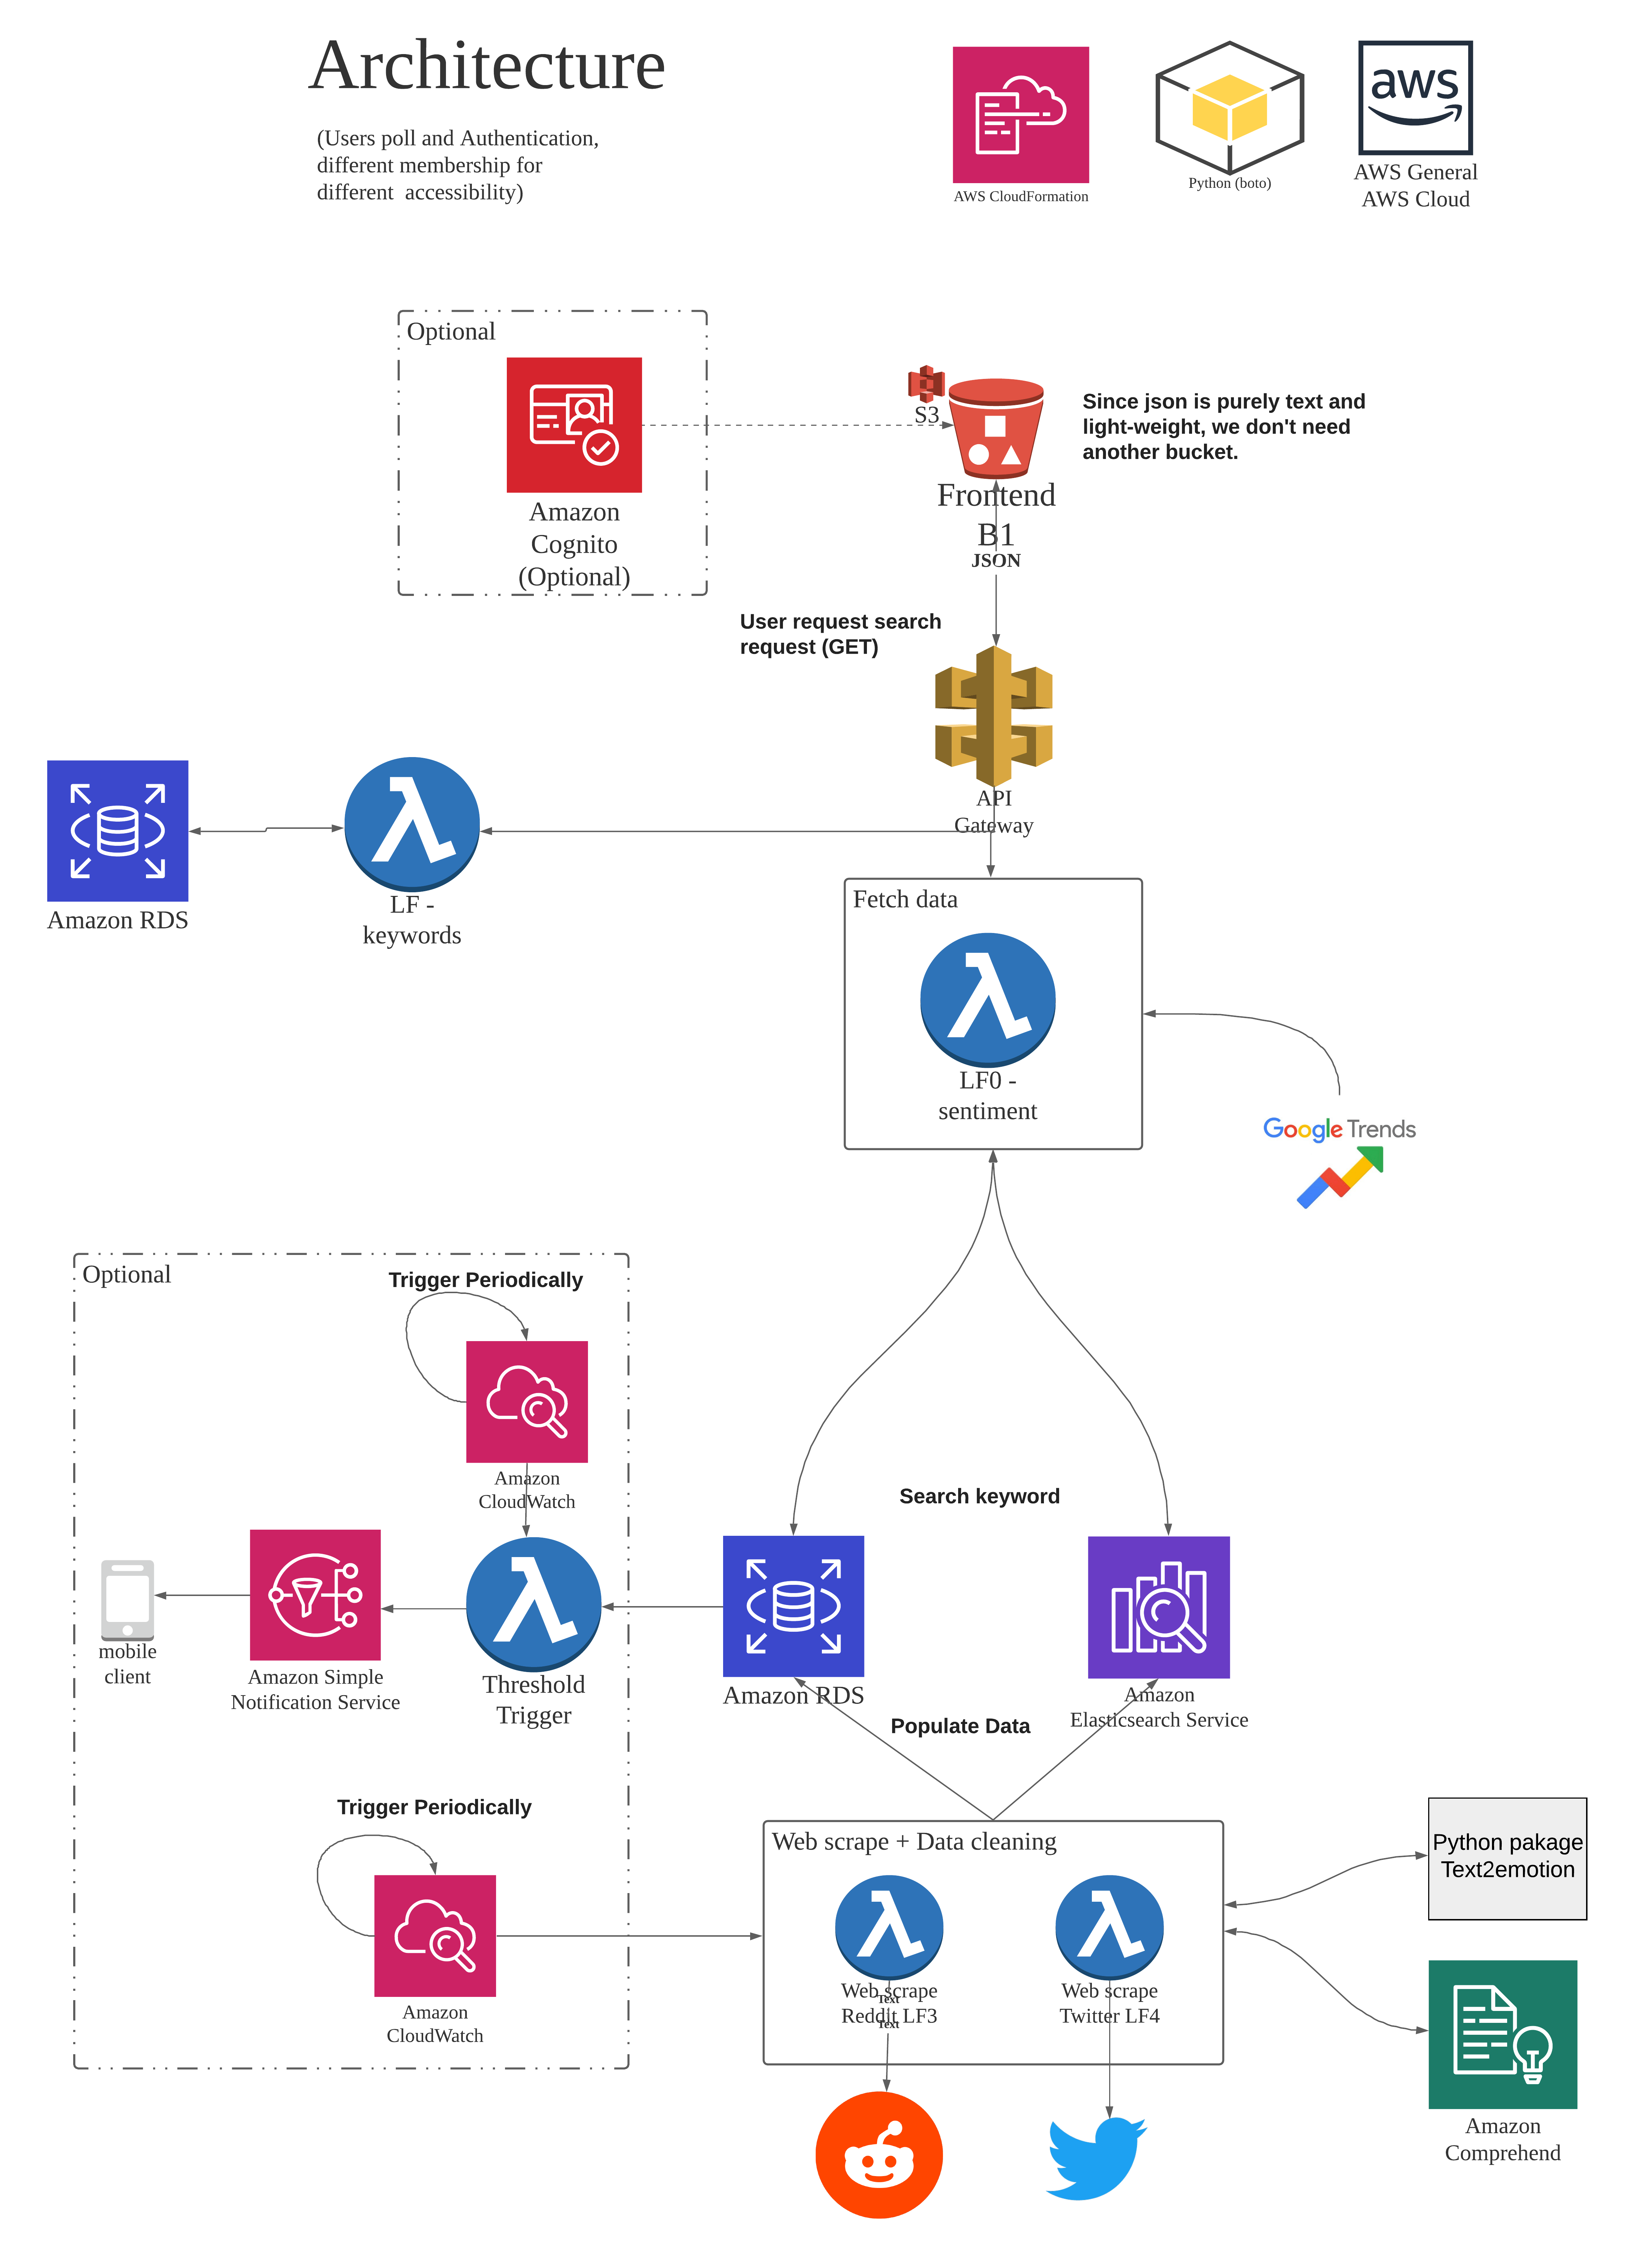 Architecture
(Users poll and Authentication,
different membership for
different  accessibility)
AWS CloudFormation
Python (boto)
aws
AWS General
AWS Cloud
Optional
Amazon
Cognito
(Optional)
S3
Frontend
B1
JSON
Since json is purely text and
light-weight, we don't need
another bucket.
User request search
request (GET)
API
Gateway
Amazon RDS
LF -
keywords
Fetch data
LF0 -
sentiment
Google Trends
Optional
Trigger Periodically
Amazon
CloudWatch
Search keyword
mobile
client
Amazon Simple
Notification Service
Threshold
Trigger
Amazon RDS
Amazon
Elasticsearch Service
Populate Data
Trigger Periodically
Amazon
CloudWatch
Web scrape + Data cleaning
Web scrape
Text
Reddit LF3
Text
Web scrape
Twitter LF4
Python pakage
Text2emotion
Amazon
Comprehend